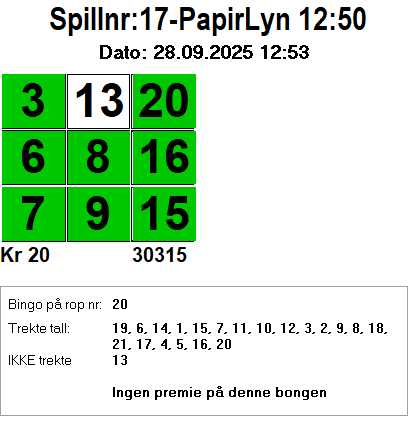 Spillnr:17-PapirLyn 12:50
Dato: 28.09.2025 12:53
3 13 20
6 8 16
7 9 15
Kr 20 30315
Bingo på rop nr: 20
Trekte tall: 19, 6, 14, 1, 15, 7, 11, 10, 12, 3, 2, 9, 8, 18,
21, 17, 4, 5, 16, 20
IKKE trekte 13
Ingen premie på denne bongen